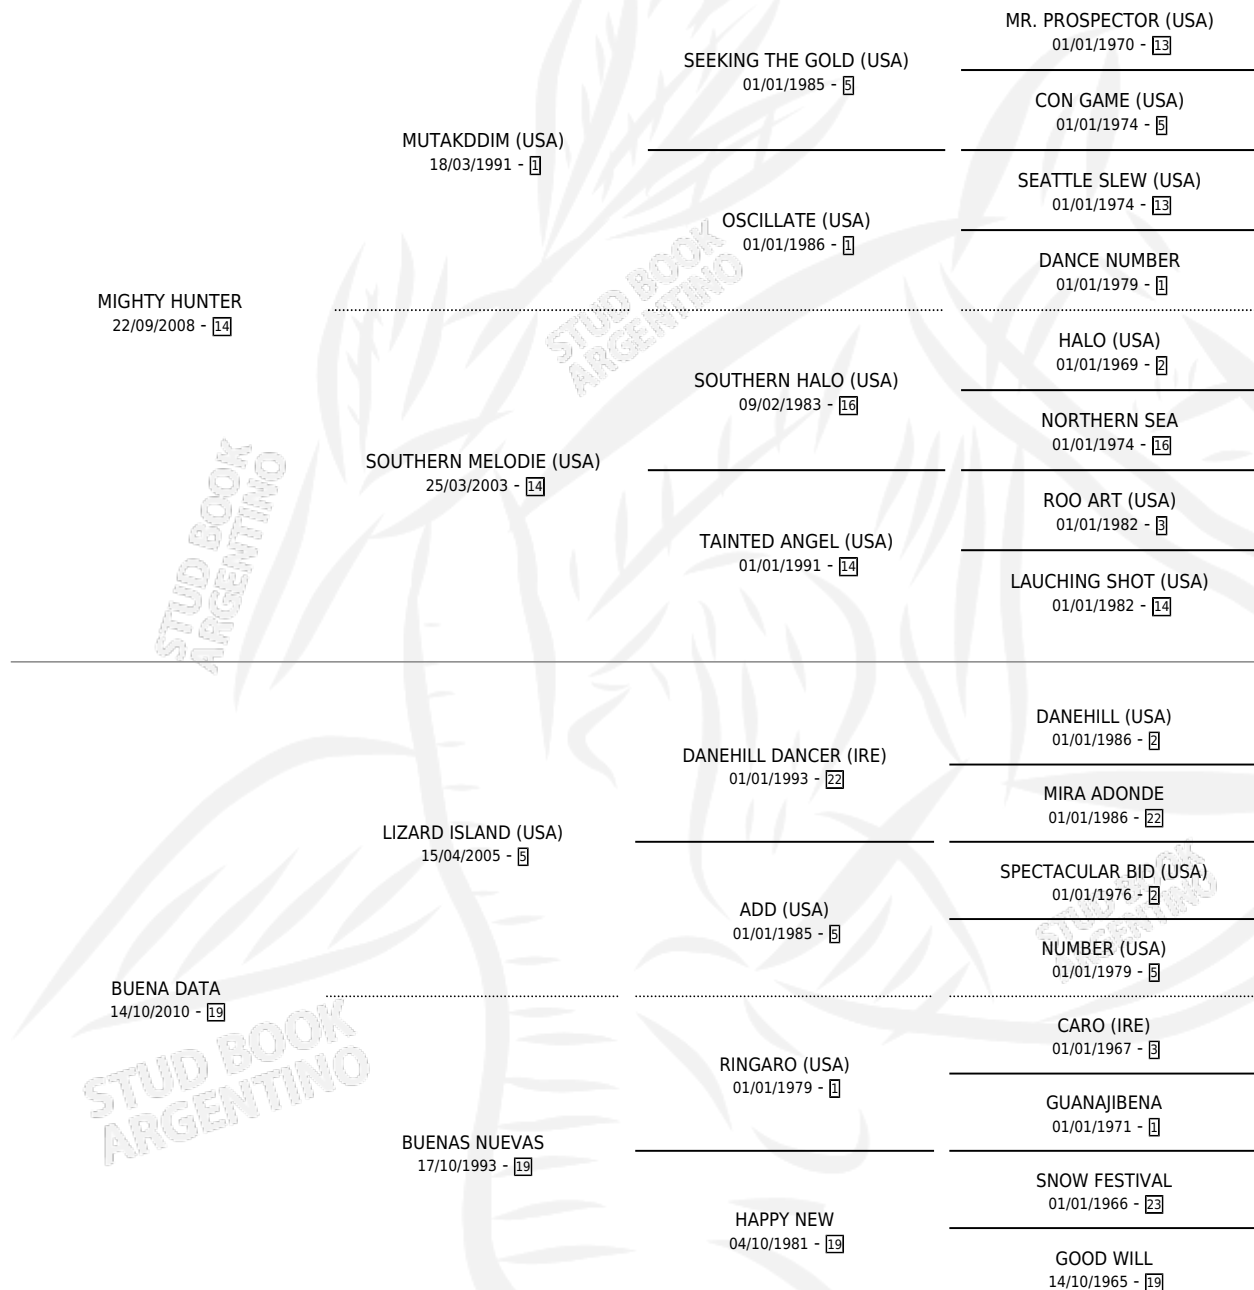 MIGHTY HUNTER
22/09/2008 - 14
MUTAKDDIM (USA)
18/03/1991 - 1
SOUTHERN MELODIE (USA)
25/03/2003 - 14
SEEKING THE GOLD (USA)
01/01/1985 - 5
OSCILLATE (USA)
01/01/1986 - 1
SOUTHERN HALO (USA)
09/02/1983 - 16
TAINTED ANGEL (USA)
01/01/1991 - 14
MR. PROSPECTOR (USA)
01/01/1970 - 13
CON GAME (USA)
01/01/1974 - 5
SEATTLE SLEW (USA)
01/01/1974 - 13
DANCE NUMBER
01/01/1979 - 1
HALO (USA)
01/01/1969 - 2
NORTHERN SEA
01/01/1974 - 16
ROO ART (USA)
01/01/1982 - 3
LAUCHING SHOT (USA)
01/01/1982 - 14
BUENA DATA
14/10/2010 - 19
LIZARD ISLAND (USA)
15/04/2005 - 5
BUENAS NUEVAS
17/10/1993 - 19
DANEHILL DANCER (IRE)
01/01/1993 - 22
ADD (USA)
01/01/1985 - 5
RINGARO (USA)
01/01/1979 - 1
HAPPY NEW
04/10/1981 - 19
DANEHILL (USA)
01/01/1986 - 2
MIRA ADONDE
01/01/1986 - 22
SPECTACULAR BID (USA)
01/01/1976 - 2
NUMBER (USA)
01/01/1979 - 5
CARO (IRE)
01/01/1967 - 3
GUANAJIBENA
01/01/1971 - 1
SNOW FESTIVAL
01/01/1966 - 23
GOOD WILL
14/10/1965 - 19
STUD BOOK
ARGENTINO
STUD BOOK
ARGENTINO
STUD BOOK
ARGENTINO
STUD BOOK
ARGENTINO